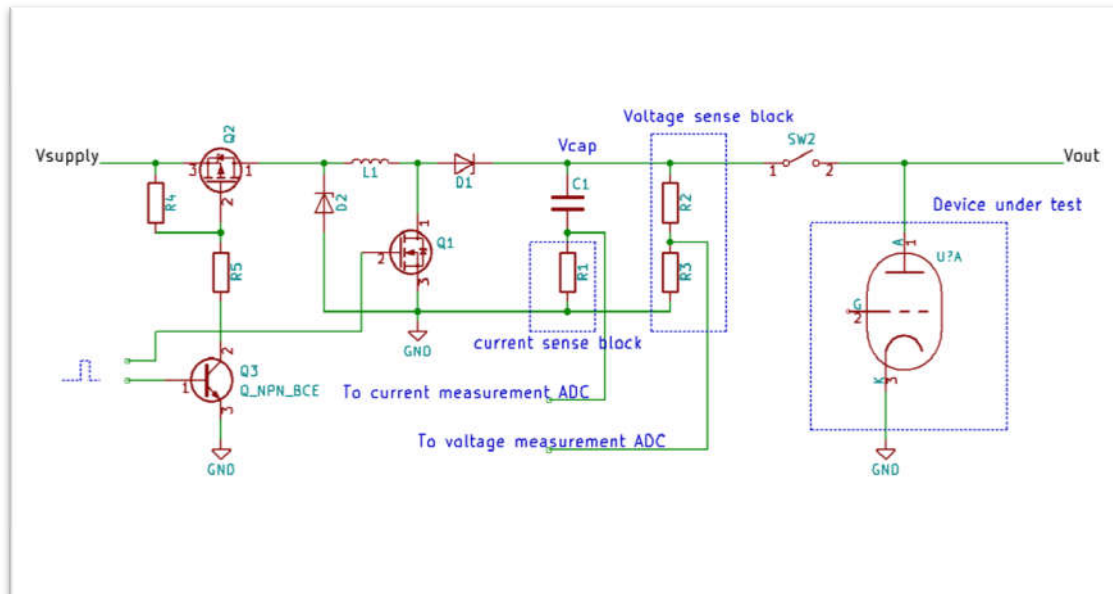 Voltage sense block
Q2
Vsupply
3
1
2
R4
R5
D2
L1
D1
1
2
3
Q1
Vcap
C1
R1
R2
R3
SW2
1
2
Vout
Device under test
A
1
U?A
G
2
K
3
GND
current sense block
2
Q3
1
Q_NPN_BCE
3
To current measurement ADC
To voltage measurement ADC
GND
GND